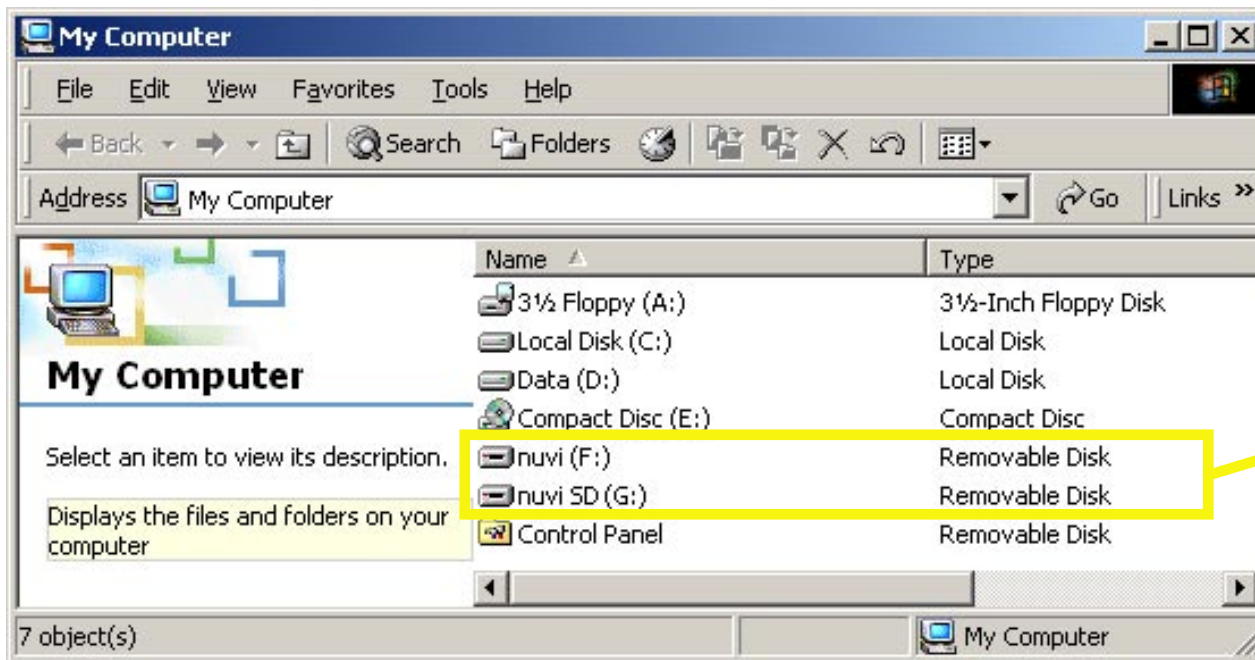 My Computer
File Edit View Favorites Tools Help
Back Search Folders
Address My Computer Go Links »
Name Type
3½ Floppy (A:) 3½-Inch Floppy Disk
Local Disk (C:) Local Disk
My Computer
Data (D:) Local Disk
Compact Disc (E:) Compact Disc
Select an item to view its description.
nuvi (F:) Removable Disk
nuvi SD (G:) Removable Disk
Displays the files and folders on your
computer
Control Panel Removable Disk
7 object(s) My Computer